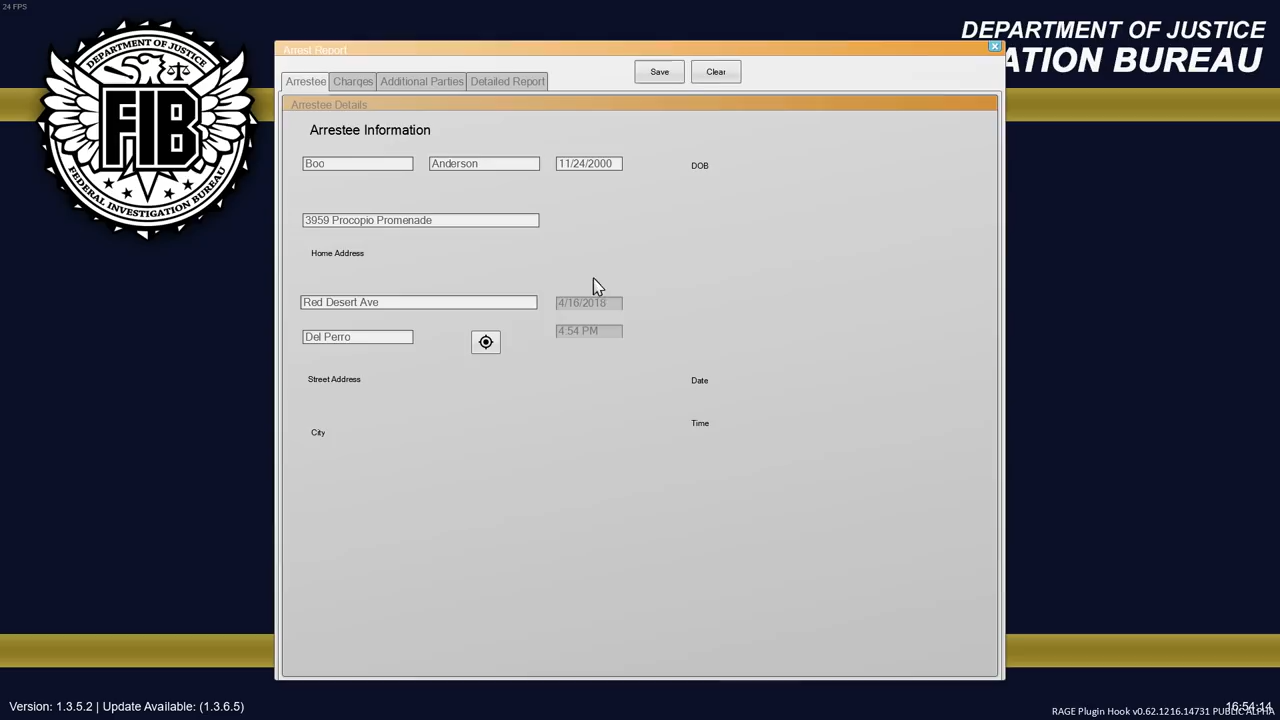 24 FPS
DEPARTMENT OF JUSTICE
ATION BUREAU
DEPARTMENT OF JUSTICE
FIB
FEDERAL INVESTIGATION BUREAU
Arrest Report
Save Clear
Arrestee Charges Additional Parties Detailed Report
Arrestee Details
Arrestee Information
Boo Anderson 11/24/2000 DOB
3959 Procopio Promenade
Home Address
Red Desert Ave 4/16/2018
Del Perro 4:54 PM
Street Address Date
City Time
Version: 1.3.5.2 | Update Available: (1.3.6.5)
16:54:14
RAGE Plugin Hook v0.62.1216.14731 PUBLIC ALPHA